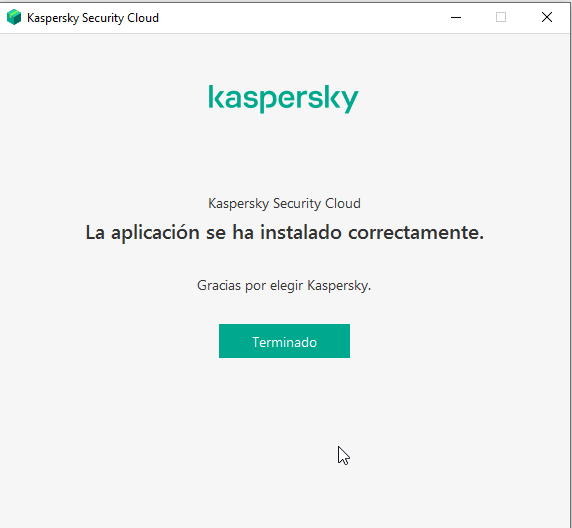 Kaspersky Security Cloud
kaspersky
Kaspersky Security Cloud
La aplicación se ha instalado correctamente.
Gracias por elegir Kaspersky.
Terminado